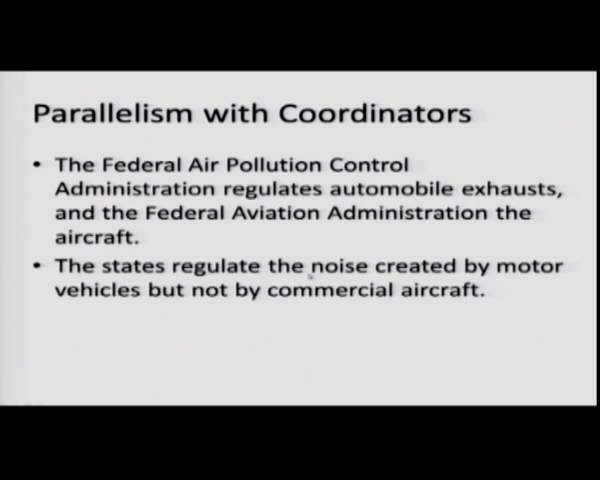 Parallelism with Coordinators
• The Federal Air Pollution Control
Administration regulates automobile exhausts,
and the Federal Aviation Administration the
aircraft.
• The states regulate the noise created by motor
vehicles but not by commercial aircraft.